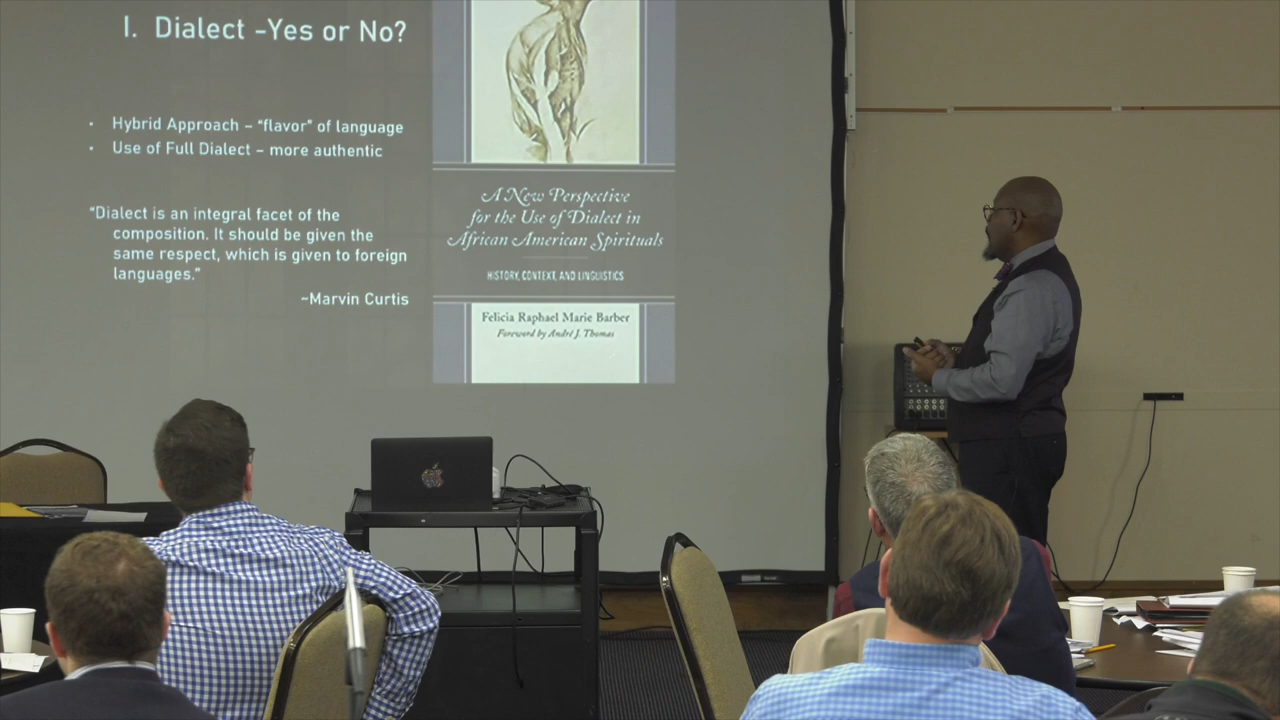 I. Dialect -Yes or No?
• Hybrid Approach – "flavor" of language
• Use of Full Dialect – more authentic
"Dialect is an integral facet of the
composition. It should be given the
same respect, which is given to foreign
languages."
~Marvin Curtis
A New Perspective
for the Use of Dialect in
African American Spirituals
HISTORY, CONTEXT, AND LINGUISTICS
Felicia Raphael Marie Barber
Foreword by André J. Thomas